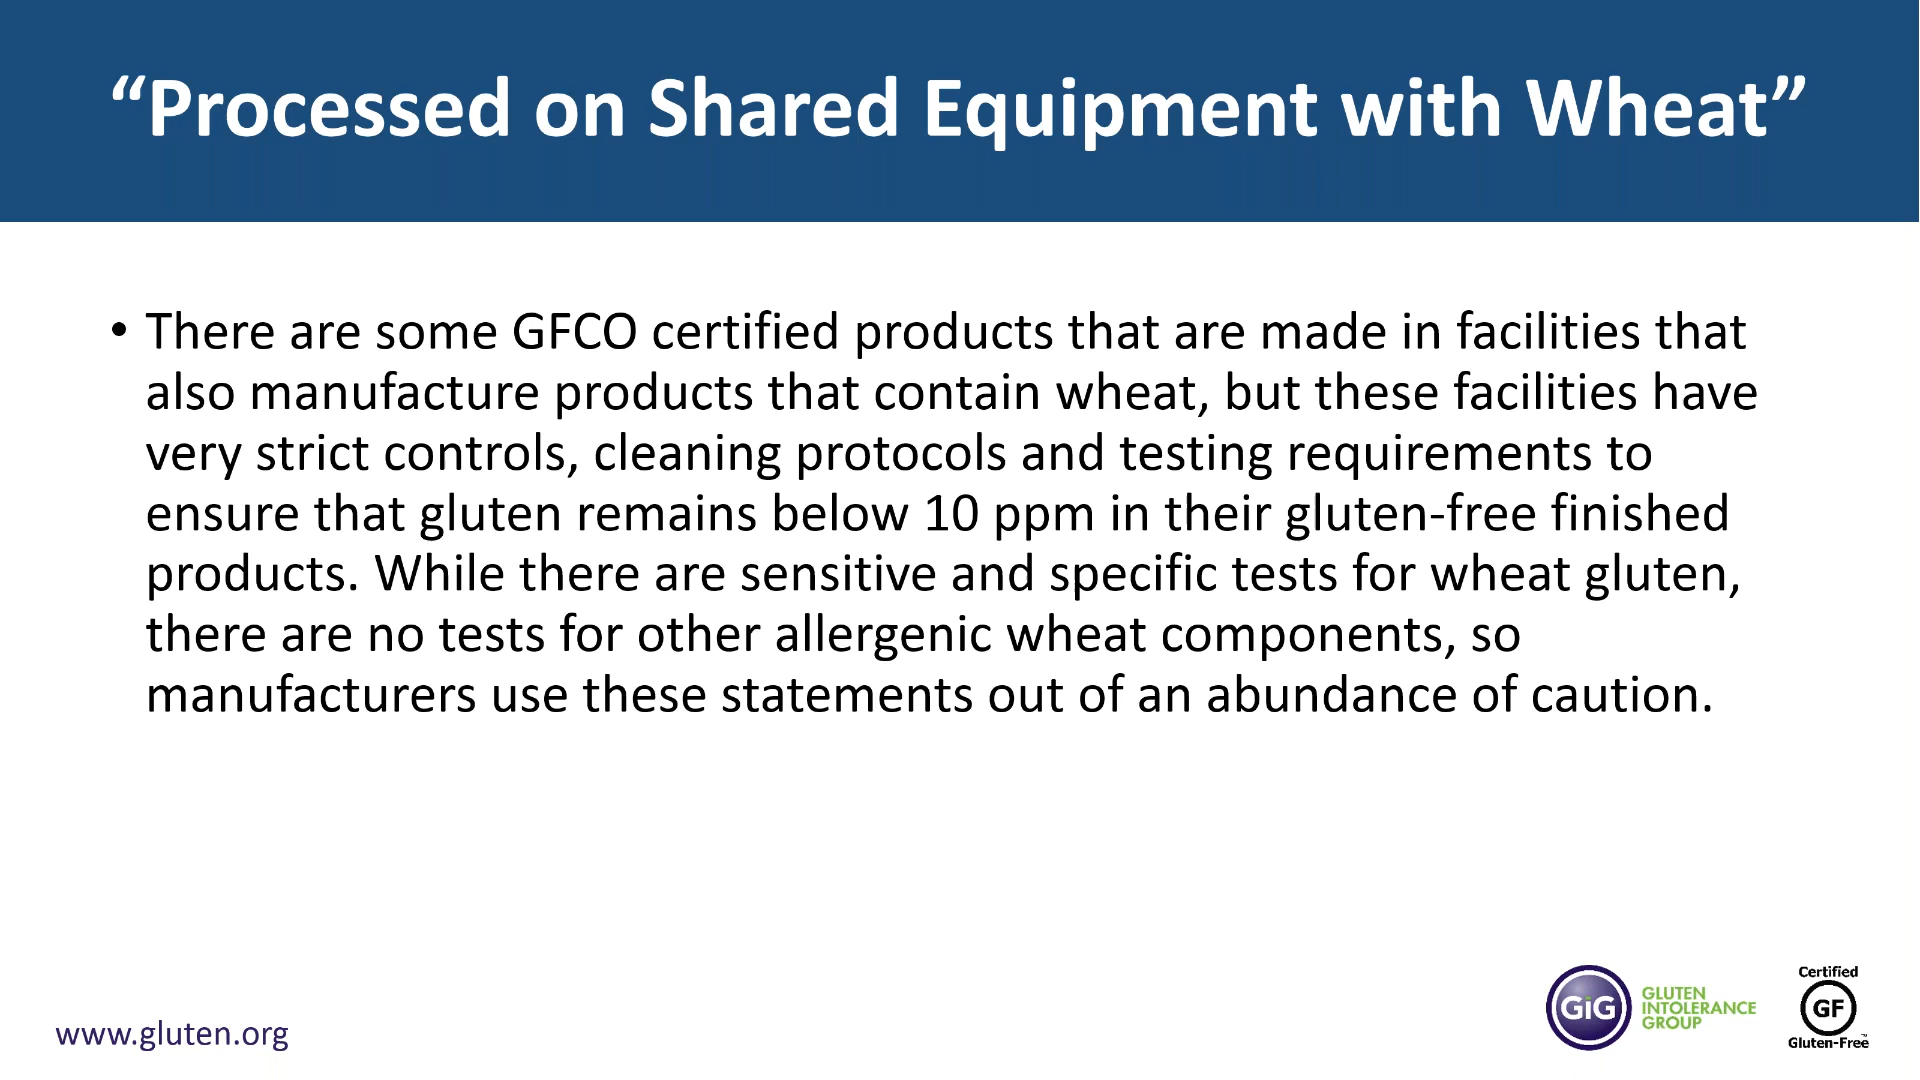 “Processed on Shared Equipment with Wheat”
• There are some GFCO certified products that are made in facilities that
also manufacture products that contain wheat, but these facilities have
very strict controls, cleaning protocols and testing requirements to
ensure that gluten remains below 10 ppm in their gluten-free finished
products. While there are sensitive and specific tests for wheat gluten,
there are no tests for other allergenic wheat components, so
manufacturers use these statements out of an abundance of caution.
www.gluten.org
GiG
GLUTEN
INTOLERANCE
GROUP
Certified
GF
Gluten-Free™